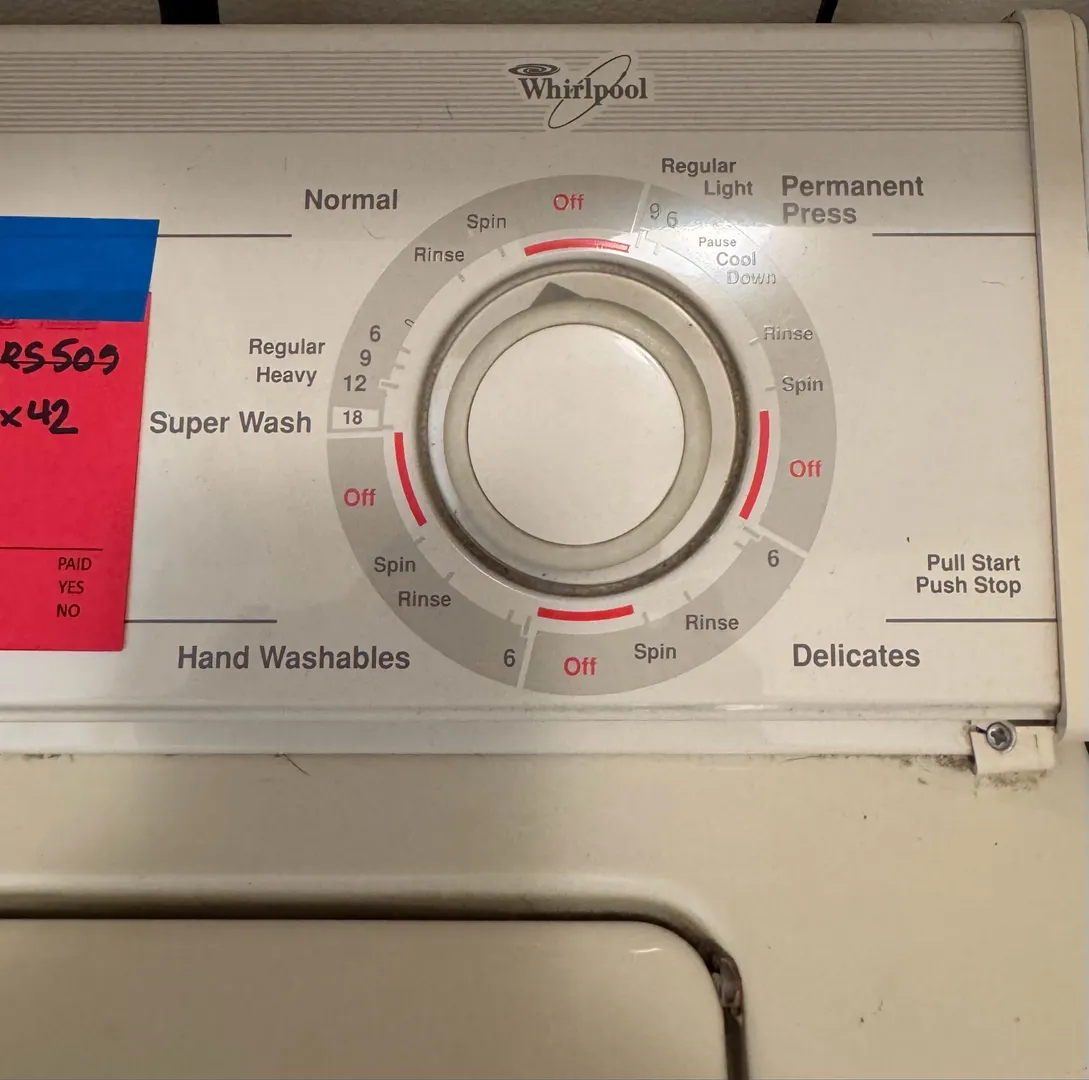 Whirlpool
Normal
Spin
Off
Regular
Light
9
6
Permanent
Press
Rinse
Pause
Cool
Down
6
Regular
9
Heavy
12
Super Wash
18
Rinse
Spin
Off
Off
RS509
x42
Spin
Rinse
6
Pull Start
Push Stop
PAID
YES
NO
Hand Washables
6
Off
Spin
Rinse
Delicates